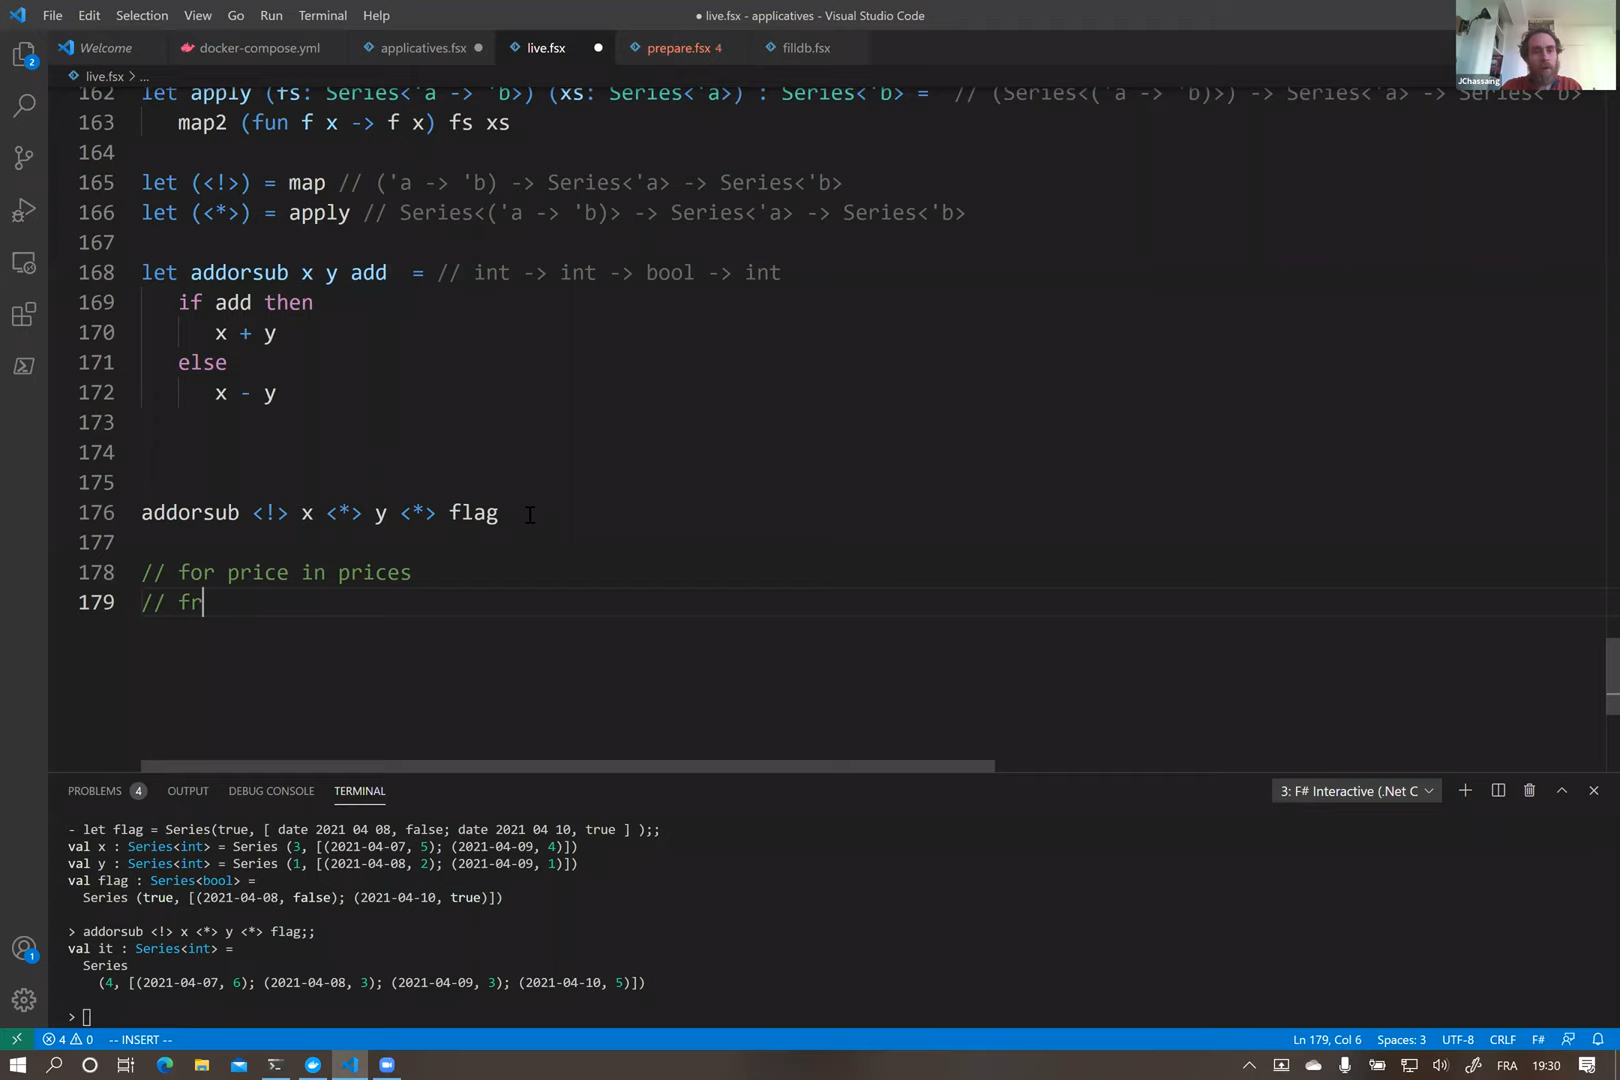 File Edit Selection View Go Run Terminal Help
● live.fsx - applicatives - Visual Studio Code
JChassaing
Welcome docker-compose.yml applicatives.fsx live.fsx prepare.fsx 4 filldb.fsx
live.fsx > ...
162 let apply (fs: Series<'a -> 'b>) (xs: Series<'a>) : Series<'b> = // (Series<('a -> 'b)>) -> Series<'a> -> Series<'b>
163 map2 (fun f x -> f x) fs xs
164
165 let (<!>) = map // ('a -> 'b) -> Series<'a> -> Series<'b>
166 let (<*>) = apply // Series<('a -> 'b)> -> Series<'a> -> Series<'b>
167
168 let addorsub x y add = // int -> int -> bool -> int
169 if add then
170 x + y
171 else
172 x - y
173
174
175
176 addorsub <!> x <*> y <*> flag
177
178 // for price in prices
179 // fr
PROBLEMS 4 OUTPUT DEBUG CONSOLE TERMINAL 3: F# Interactive (.Net C
- let flag = Series(true, [ date 2021 04 08, false; date 2021 04 10, true ] );;
val x : Series<int> = Series (3, [(2021-04-07, 5); (2021-04-09, 4)])
val y : Series<int> = Series (1, [(2021-04-08, 2); (2021-04-09, 1)])
val flag : Series<bool> =
Series (true, [(2021-04-08, false); (2021-04-10, true)])
> addorsub <!> x <*> y <*> flag;;
val it : Series<int> =
Series
(4, [(2021-04-07, 6); (2021-04-08, 3); (2021-04-09, 3); (2021-04-10, 5)])
>
4 0 -- INSERT -- Ln 179, Col 6 Spaces: 3 UTF-8 CRLF F#
FRA 19:30